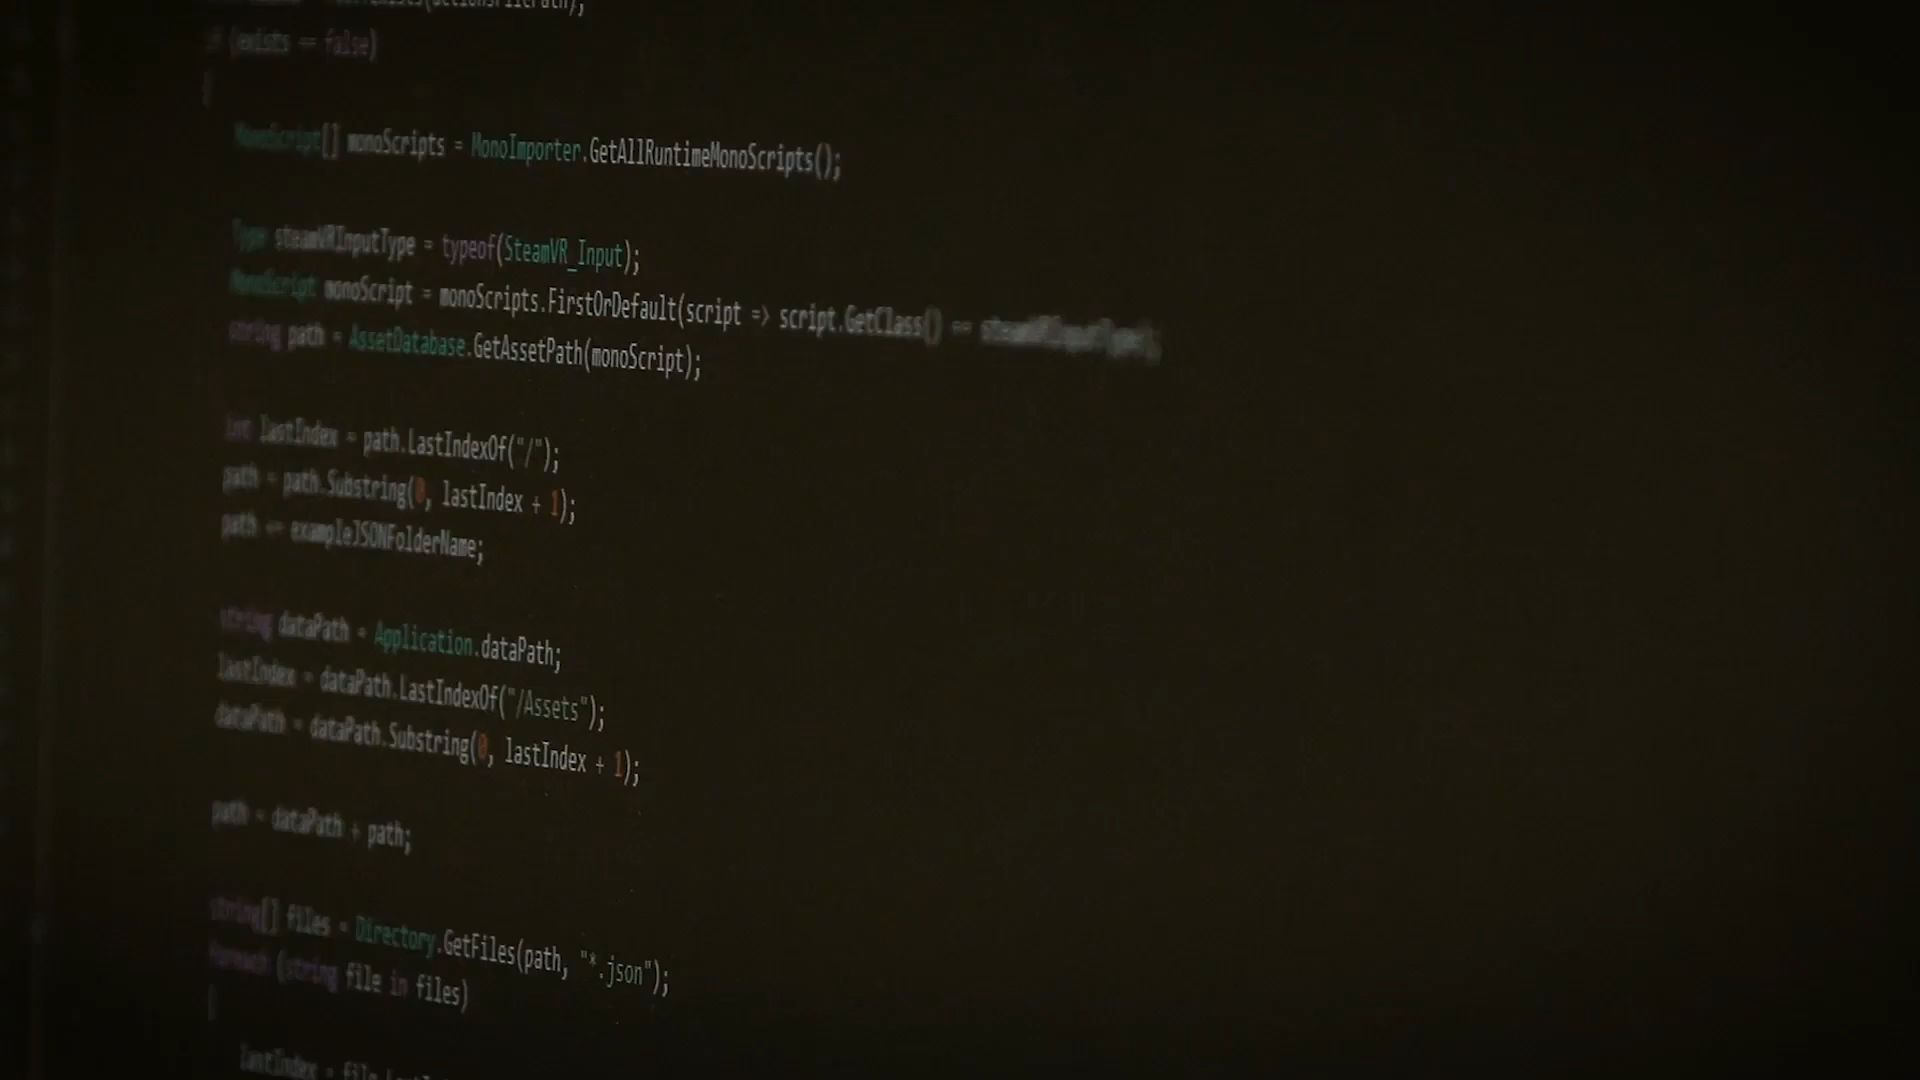 if (exists == false)
{
MonoScript[] monoScripts = MonoImporter.GetAllRuntimeMonoScripts();
Type steamVRInputType = typeof(SteamVR_Input);
MonoScript monoScript = monoScripts.FirstOrDefault(script => script.GetClass() == steamVRInputType);
string path = AssetDatabase.GetAssetPath(monoScript);
int lastIndex = path.LastIndexOf("/");
path = path.Substring(0, lastIndex + 1);
path += exampleJSONFolderName;
string dataPath = Application.dataPath;
lastIndex = dataPath.LastIndexOf("/Assets");
dataPath = dataPath.Substring(0, lastIndex + 1);
path = dataPath + path;
string[] files = Directory.GetFiles(path, "*.json");
foreach (string file in files)
{
lastIndex =